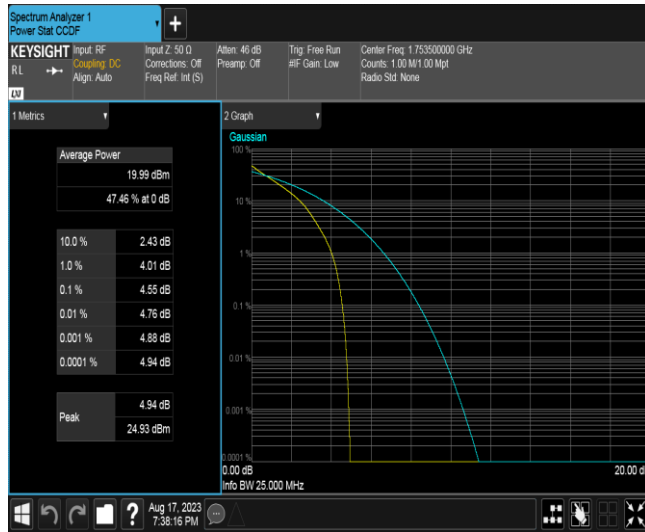 Spectrum Analyzer 1
Power Stat CCDF
+
KEYSIGHT
RL
LXI
Input: RF
Coupling: DC
Align: Auto
Input Z: 50 Ω
Corrections: Off
Freq Ref: Int (S)
Atten: 46 dB
Preamp: Off
Trig: Free Run
#IF Gain: Low
Center Freq: 1.753500000 GHz
Counts: 1.00 M/1.00 Mpt
Radio Std: None
1 Metrics
Average Power
19.99 dBm
47.46 % at 0 dB
10.0 % 2.43 dB
1.0 % 4.01 dB
0.1 % 4.55 dB
0.01 % 4.76 dB
0.001 % 4.88 dB
0.0001 % 4.94 dB
Peak
4.94 dB
24.93 dBm
2 Graph
Gaussian
100 %
10 %
1 %
0.1 %
0.01 %
0.001 %
0.0001 %
0.00 dB
20.00 d
Info BW 25.000 MHz
?
Aug 17, 2023
7:38:16 PM